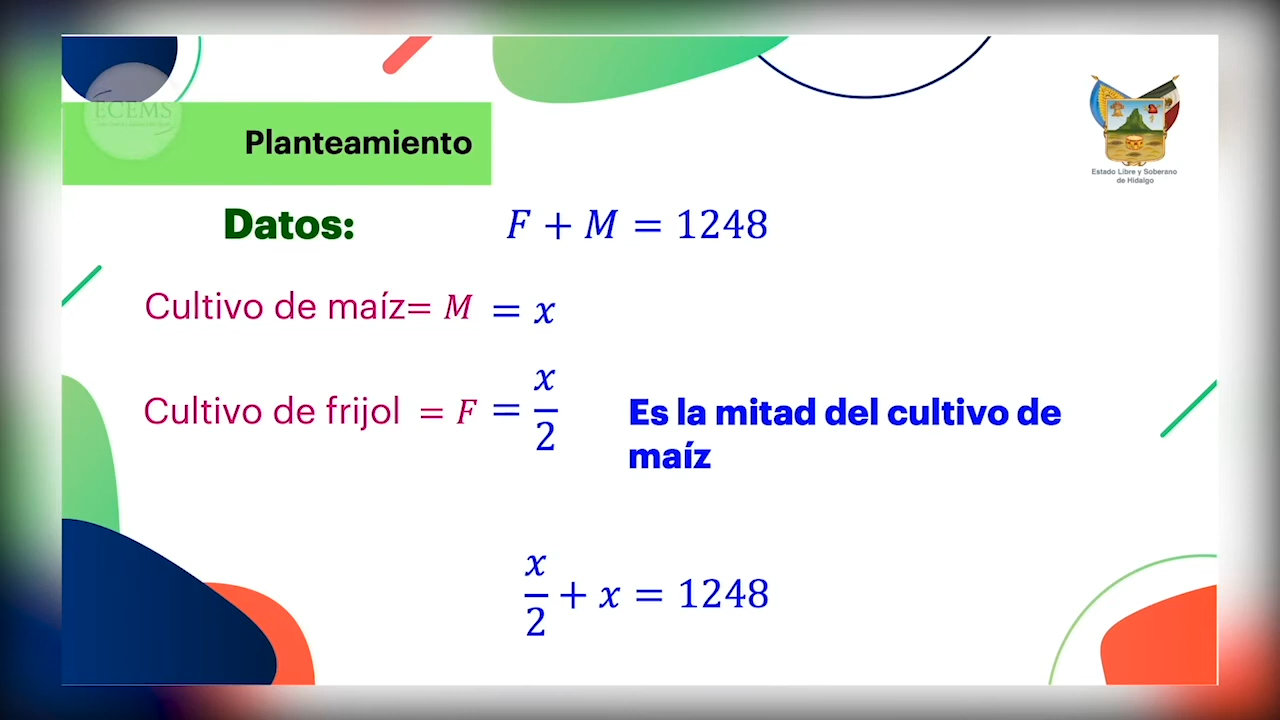 ECEMS
Planteamiento
Estado Libre y Soberano
de Hidalgo
Datos:
F + M = 1248
Cultivo de maíz= M = x
Cultivo de frijol = F = x/2
Es la mitad del cultivo de
maíz
x/2 + x = 1248